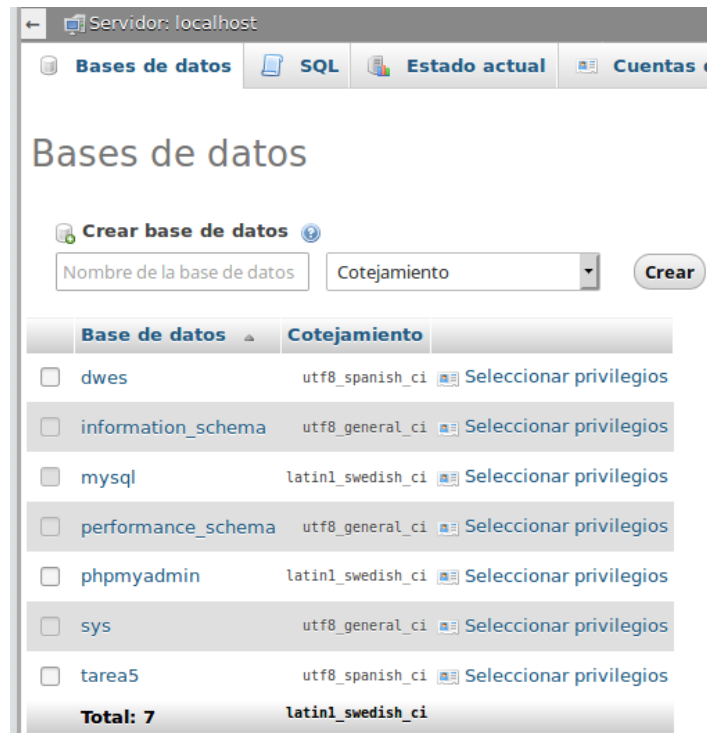 Servidor: localhost
Bases de datos SQL Estado actual Cuentas
Bases de datos
Crear base de datos
Nombre de la base de datos Cotejamiento Crear
Base de datos Cotejamiento
dwes utf8_spanish_ci Seleccionar privilegios
information_schema utf8_general_ci Seleccionar privilegios
mysql latin1_swedish_ci Seleccionar privilegios
performance_schema utf8_general_ci Seleccionar privilegios
phpmyadmin latin1_swedish_ci Seleccionar privilegios
sys utf8_general_ci Seleccionar privilegios
tarea5 utf8_spanish_ci Seleccionar privilegios
Total: 7 latin1_swedish_ci